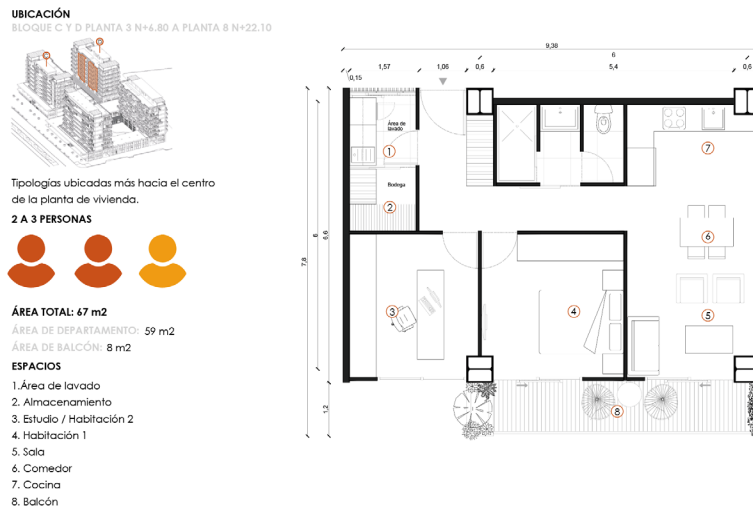 UBICACIÓN
BLOQUE C Y D PLANTA 3 N+6.80 A PLANTA 8 N+22.10
C
C
Tipologías ubicadas más hacia el centro
de la planta de vivienda.
2 A 3 PERSONAS
ÁREA TOTAL: 67 m2
ÁREA DE DEPARTAMENTO: 59 m2
ÁREA DE BALCÓN: 8 m2
ESPACIOS
1.Área de lavado
2. Almacenamiento
3. Estudio / Habitación 2
4. Habitación 1
5. Sala
6. Comedor
7. Cocina
8. Balcón
9,38
6
1,57
1,06
0,6
5,4
0,6
0,15
Área de
lavado
1
7
Bodega
2
6
7,8
6
6,6
3
4
5
1,2
8